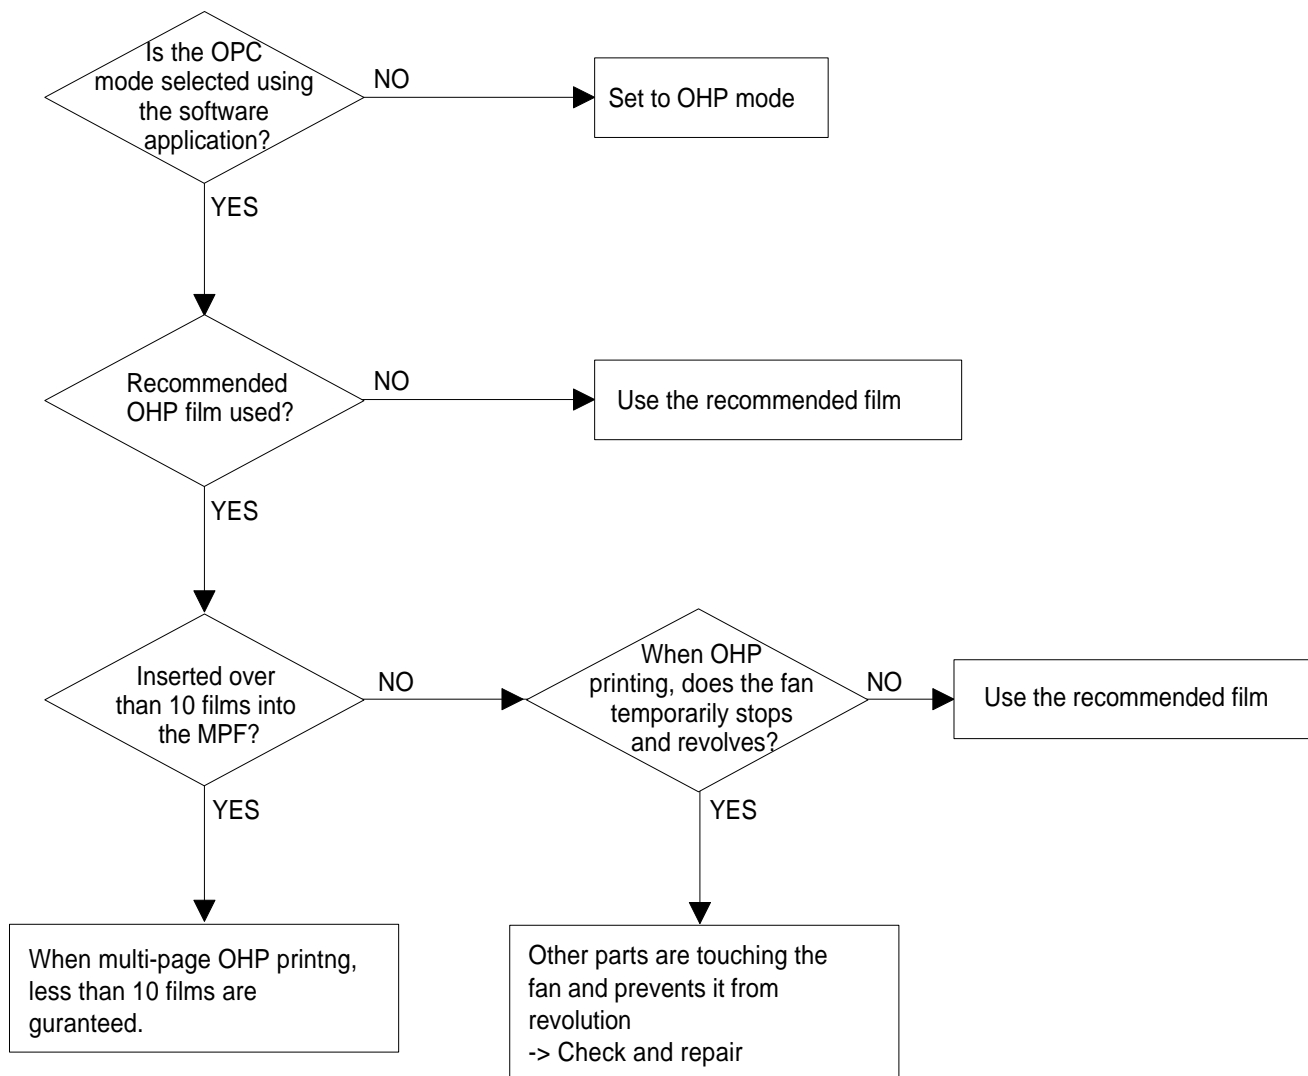 Is the OPC
mode selected using
the software
application?
NO
Set to OHP mode
YES
Recommended
OHP film used?
NO
Use the recommended film
YES
Inserted over
than 10 films into
the MPF?
NO
When OHP
printing, does the fan
temporarily stops
and revolves?
NO
Use the recommended film
YES
YES
When multi-page OHP printng,
less than 10 films are
guranteed.
Other parts are touching the
fan and prevents it from
revolution
-> Check and repair